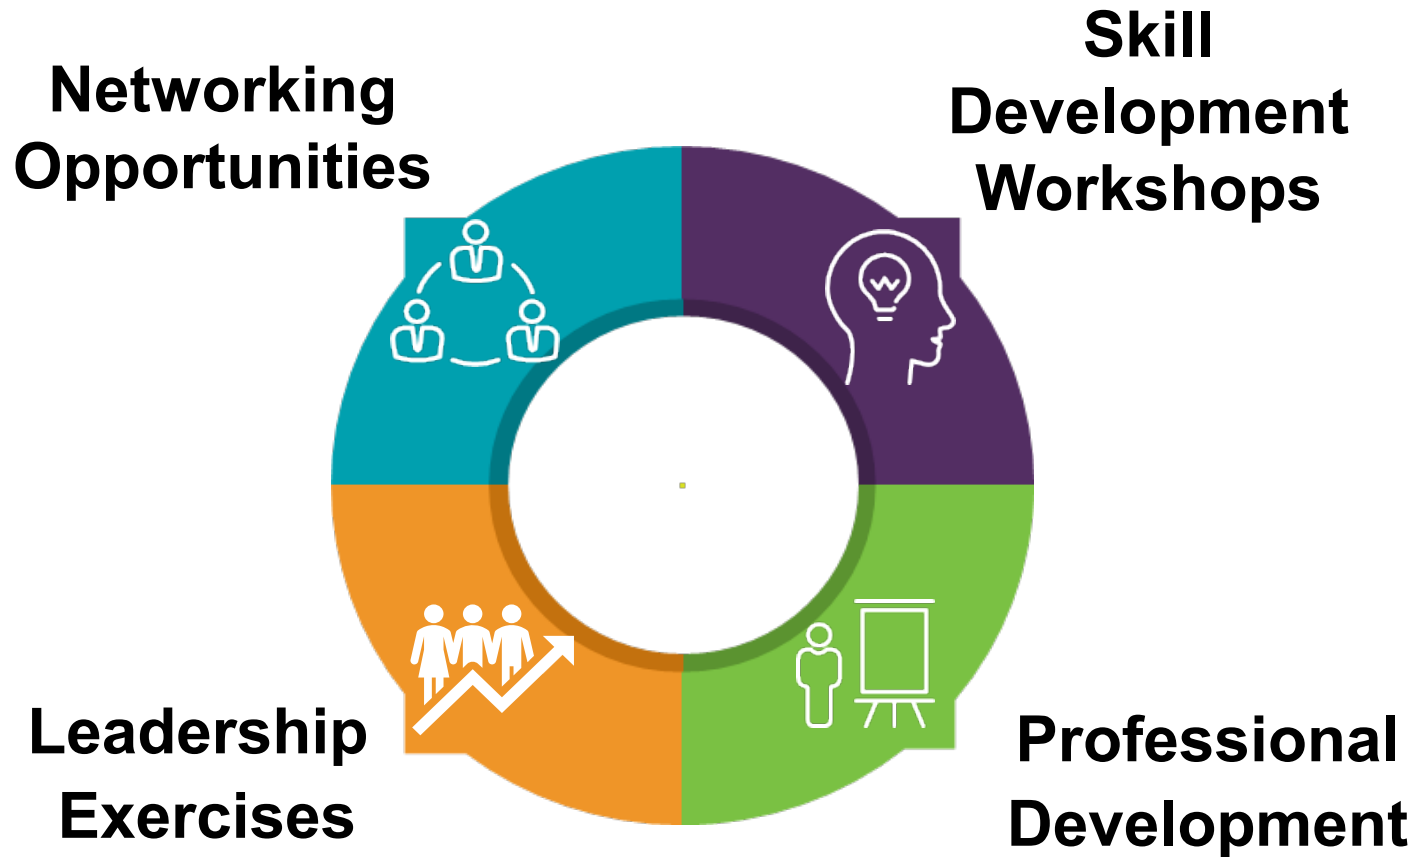 Networking
Opportunities
Skill
Development
Workshops
Leadership
Exercises
Professional
Development